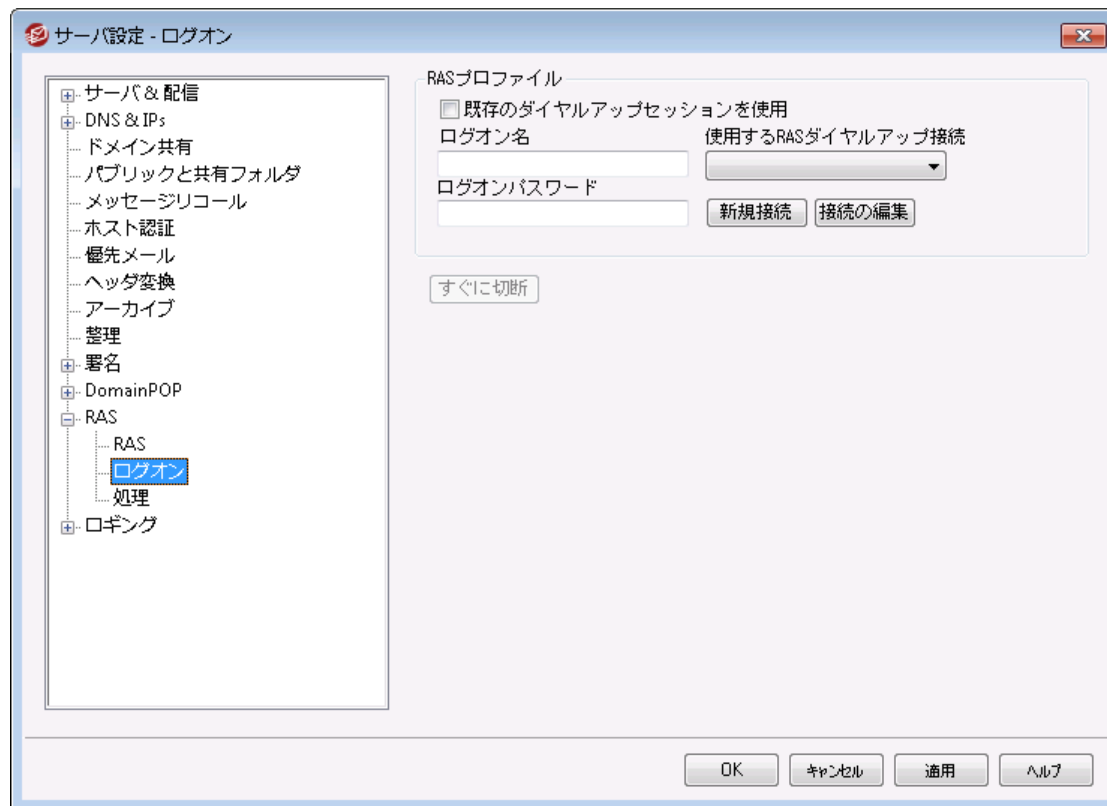 サーバ設定 - ログオン
サーバ & 配信
DNS & IPs
ドメイン共有
パブリックと共有フォルダ
メッセージリコール
ホスト認証
優先メール
ヘッダ変換
アーカイブ
整理
署名
DomainPOP
RAS
RAS
ログオン
処理
ロギング
RASプロファイル
既存のダイヤルアップセッションを使用
ログオン名
使用するRASダイヤルアップ接続
ログオンパスワード
新規接続
接続の編集
すぐに切断
OK
キャンセル
適用
ヘルプ